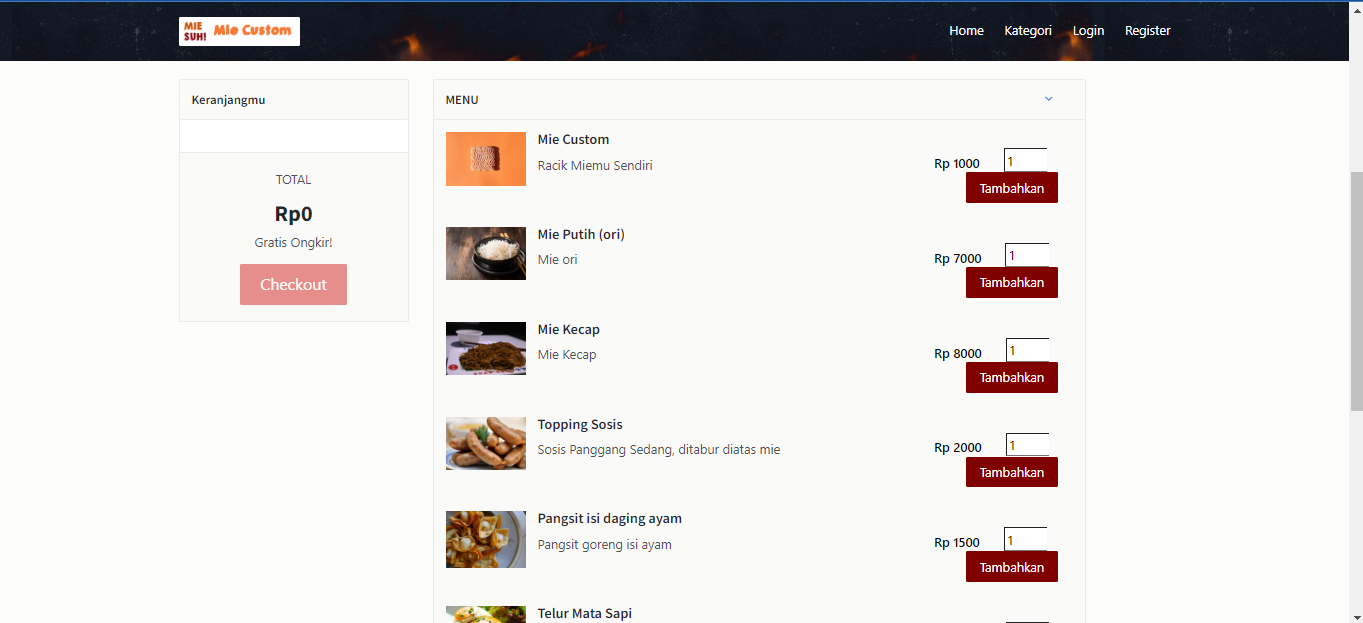 MIE
SUH!
Mie Custom
Home
Kategori
Login
Register
Keranjangmu
TOTAL
Rp0
Gratis Ongkir!
Checkout
MENU
Mie Custom
Racik Miemu Sendiri
Rp 1000
1
Tambahkan
Mie Putih (ori)
Mie ori
Rp 7000
1
Tambahkan
Mie Kecap
Mie Kecap
Rp 8000
1
Tambahkan
Topping Sosis
Sosis Panggang Sedang, ditabur diatas mie
Rp 2000
1
Tambahkan
Pangsit isi daging ayam
Pangsit goreng isi ayam
Rp 1500
1
Tambahkan
Telur Mata Sapi